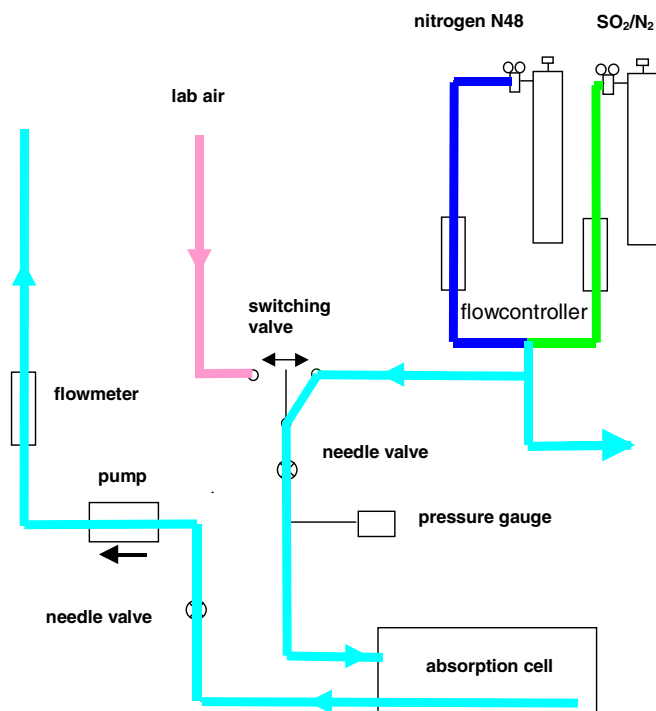 nitrogen N48
SO₂/N₂
lab air
flowcontroller
switching
valve
flowmeter
needle valve
pump
pressure gauge
needle valve
absorption cell